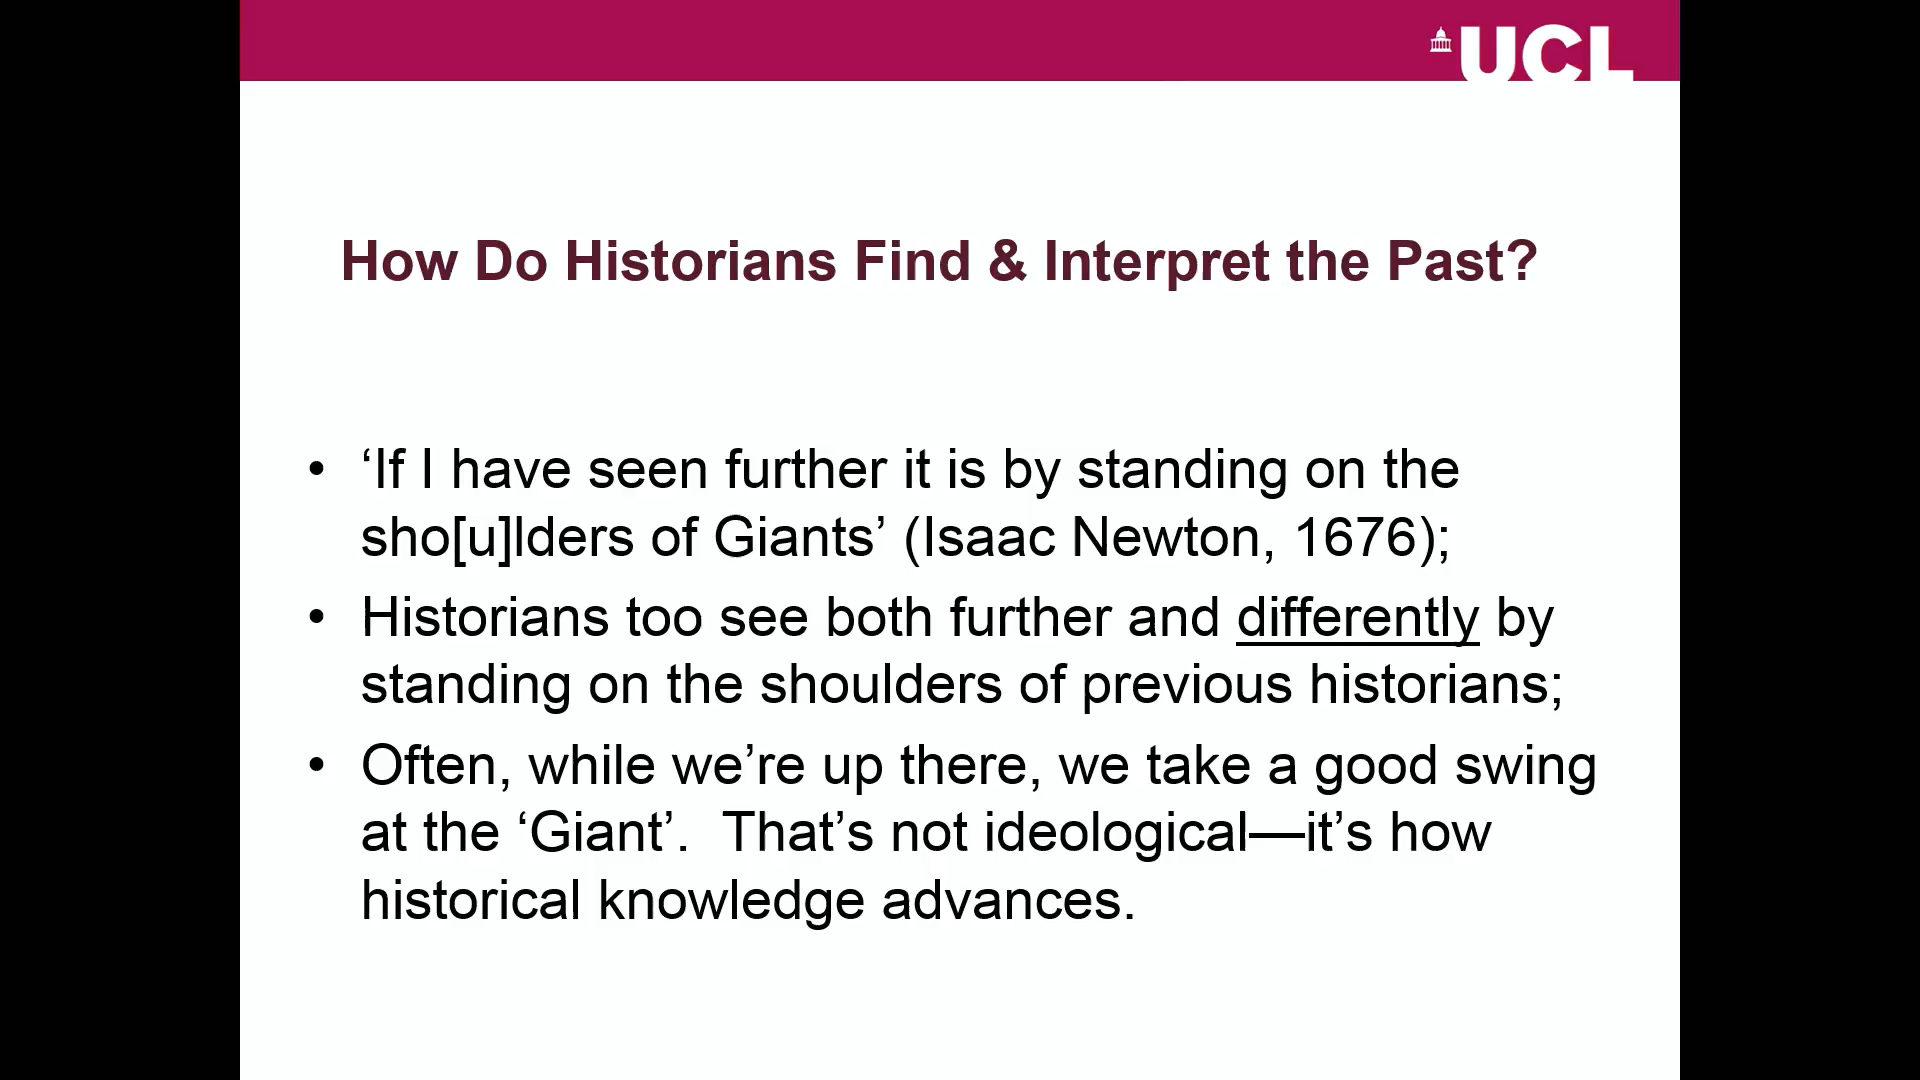 UCL
How Do Historians Find & Interpret the Past?
• ‘If I have seen further it is by standing on the
sho[u]lders of Giants’ (Isaac Newton, 1676);
• Historians too see both further and differently by
standing on the shoulders of previous historians;
• Often, while we’re up there, we take a good swing
at the ‘Giant’.  That’s not ideological—it’s how
historical knowledge advances.